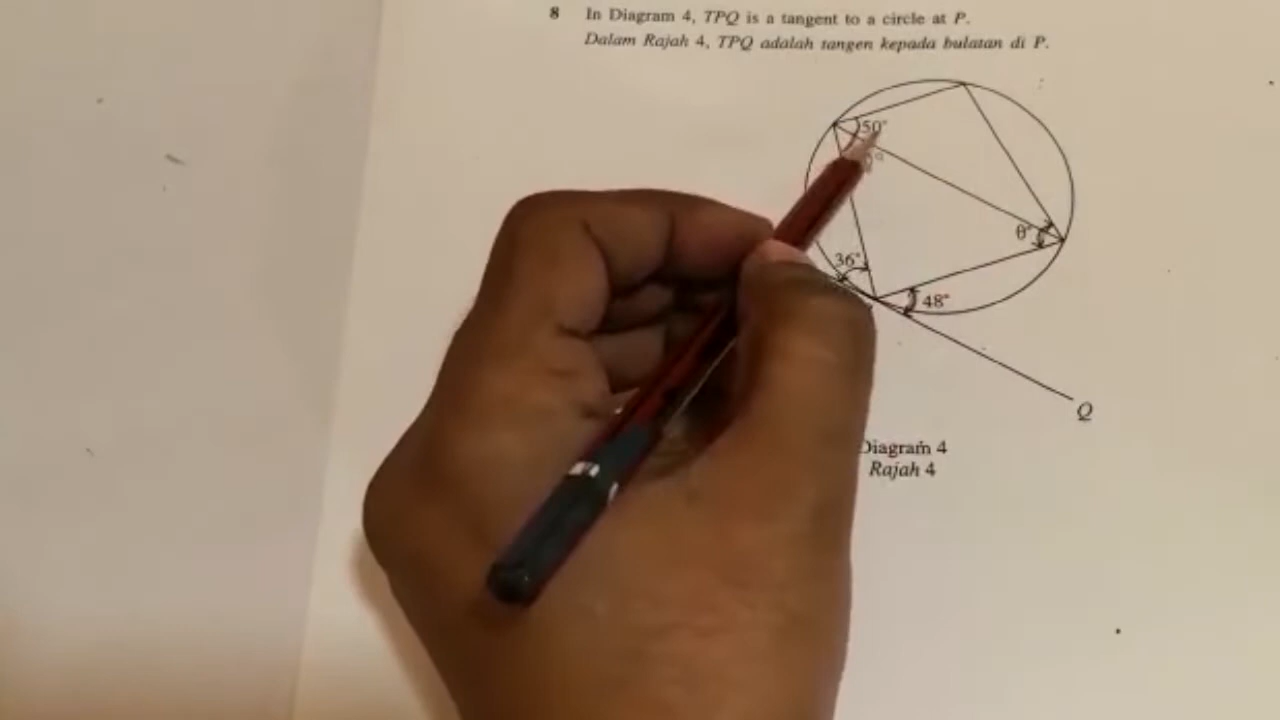 8 In Diagram 4, TPQ is a tangent to a circle at P.
Dalam Rajah 4, TPQ adalah tangen kepada bulatan di P.
50°
θ°
36°
48°
Q
Diagram 4
Rajah 4